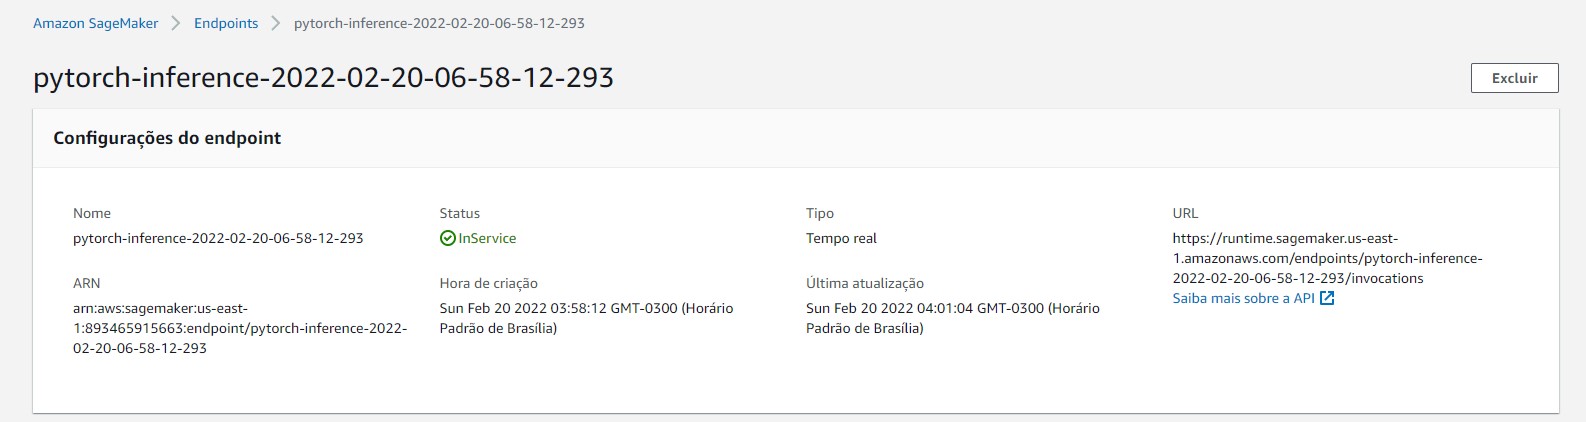 Amazon SageMaker > Endpoints > pytorch-inference-2022-02-20-06-58-12-293
pytorch-inference-2022-02-20-06-58-12-293
Excluir
Configurações do endpoint
Nome
pytorch-inference-2022-02-20-06-58-12-293
Status
InService
Tipo
Tempo real
URL
https://runtime.sagemaker.us-east-
1.amazonaws.com/endpoints/pytorch-inference-
2022-02-20-06-58-12-293/invocations
Saiba mais sobre a API
ARN
arn:aws:sagemaker:us-east-
1:893465915663:endpoint/pytorch-inference-2022-
02-20-06-58-12-293
Hora de criação
Sun Feb 20 2022 03:58:12 GMT-0300 (Horário
Padrão de Brasília)
Última atualização
Sun Feb 20 2022 04:01:04 GMT-0300 (Horário
Padrão de Brasília)